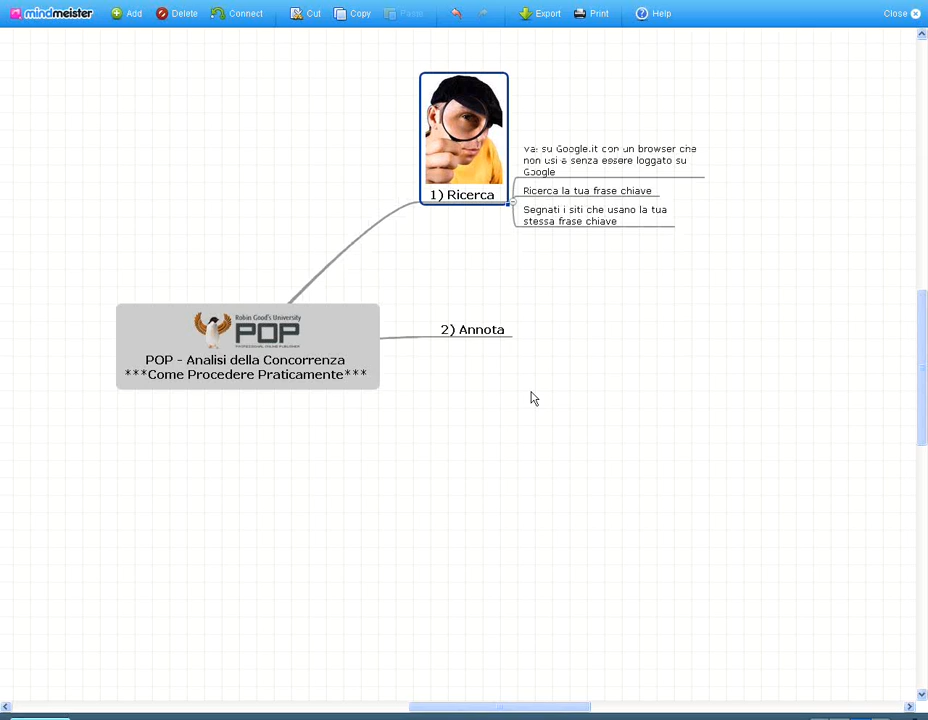 mindmeister
Add
Delete
Connect
Cut
Copy
Paste
Export
Print
Help
Close
1) Ricerca
Vai su Google.it con un browser che
non usi e senza essere loggato su
Google
Ricerca la tua frase chiave
Segnati i siti che usano la tua
stessa frase chiave
2) Annota
Robin Good's University
POP
POP - Analisi della Concorrenza
***Come Procedere Praticamente***